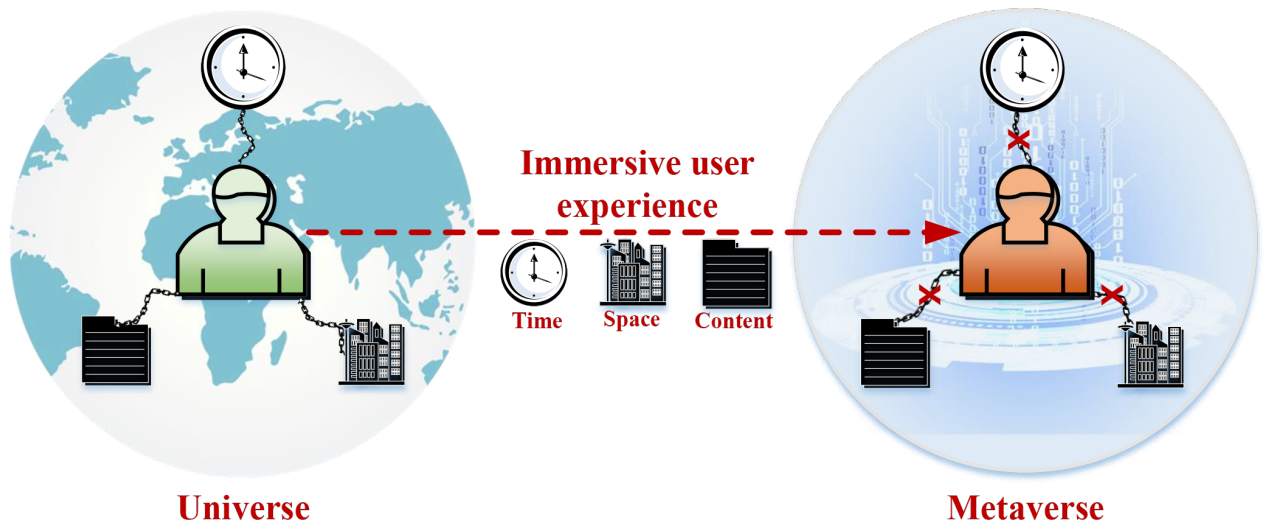 Immersive user
experience
Time
Space
Content
Universe
Metaverse